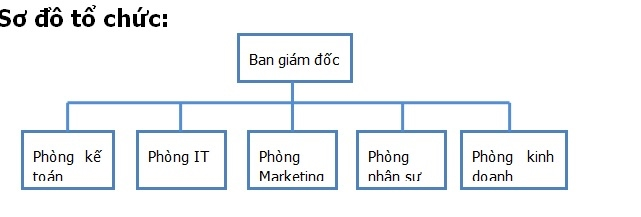 Sơ đồ tổ chức:
Ban giám đốc
Phòng kế
toán
Phòng IT
Phòng
Marketing
Phòng
nhân sự
Phòng kinh
doanh